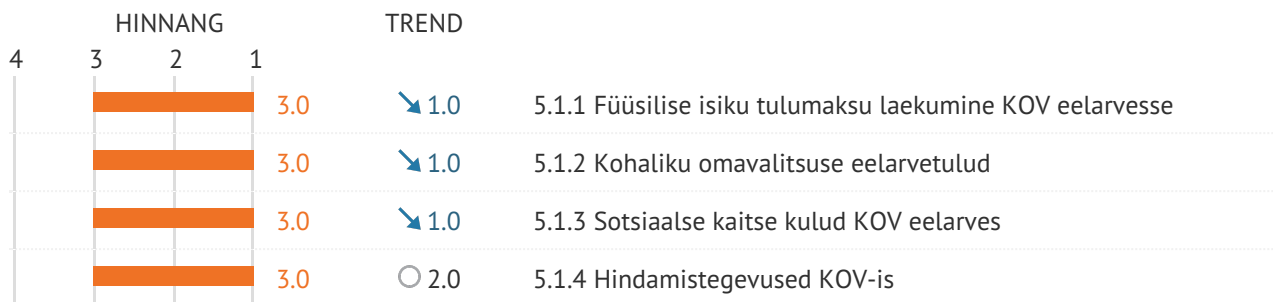 HINNANG TREND
4 3 2 1
3.0 1.0 5.1.1 Füüsilise isiku tulumaksu laekumine KOV eelarvesse
3.0 1.0 5.1.2 Kohaliku omavalitsuse eelarvetulud
3.0 1.0 5.1.3 Sotsiaalse kaitse kulud KOV eelarves
3.0 2.0 5.1.4 Hindamistegevused KOV-is